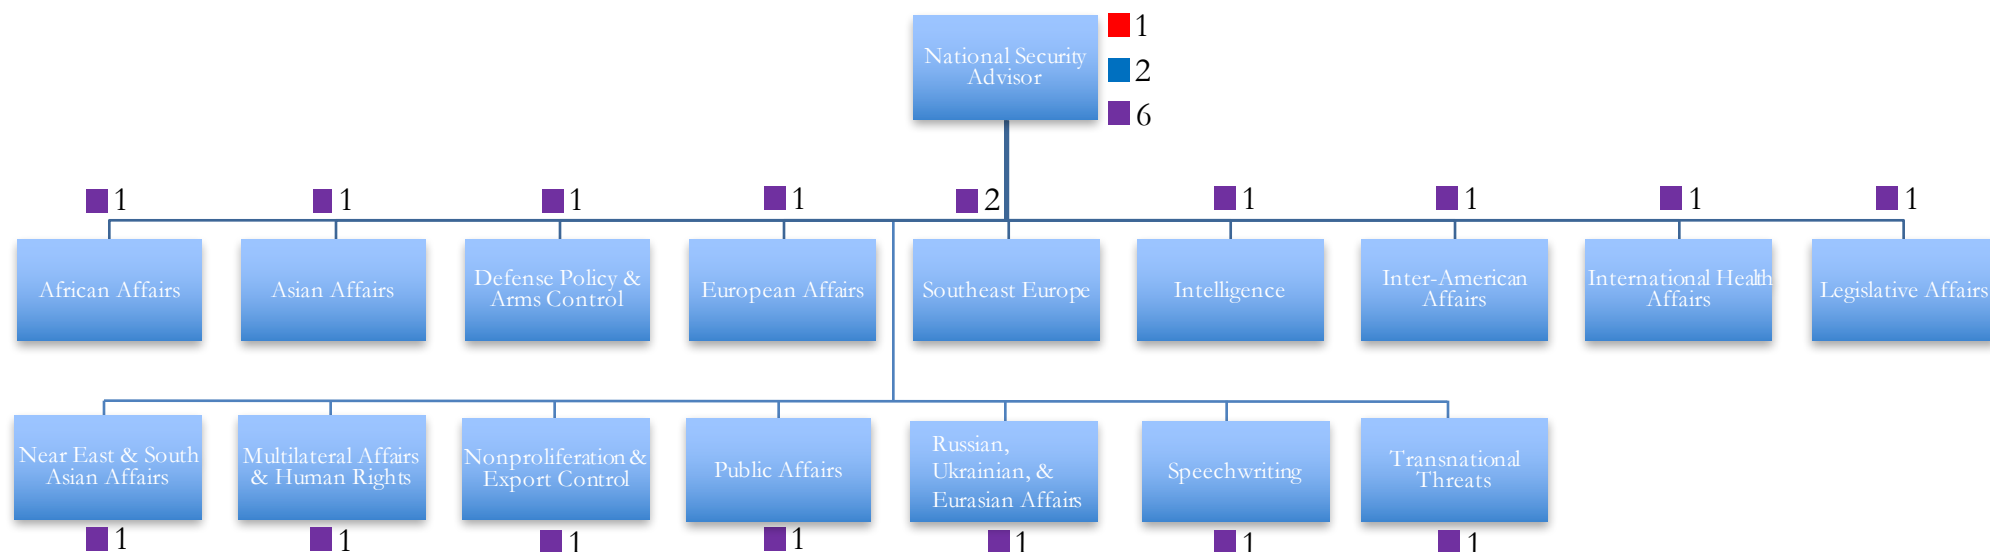 National Security
Advisor
1
2
6
1
1
1
1
2
1
1
1
1
African Affairs
Asian Affairs
Defense Policy &
Arms Control
European Affairs
Southeast Europe
Intelligence
Inter-American
Affairs
International Health
Affairs
Legislative Affairs
Near East & South
Asian Affairs
Multilateral Affairs
& Human Rights
Nonproliferation &
Export Control
Public Affairs
Russian,
Ukrainian, &
Eurasian Affairs
Speechwriting
Transnational
Threats
1
1
1
1
1
1
1